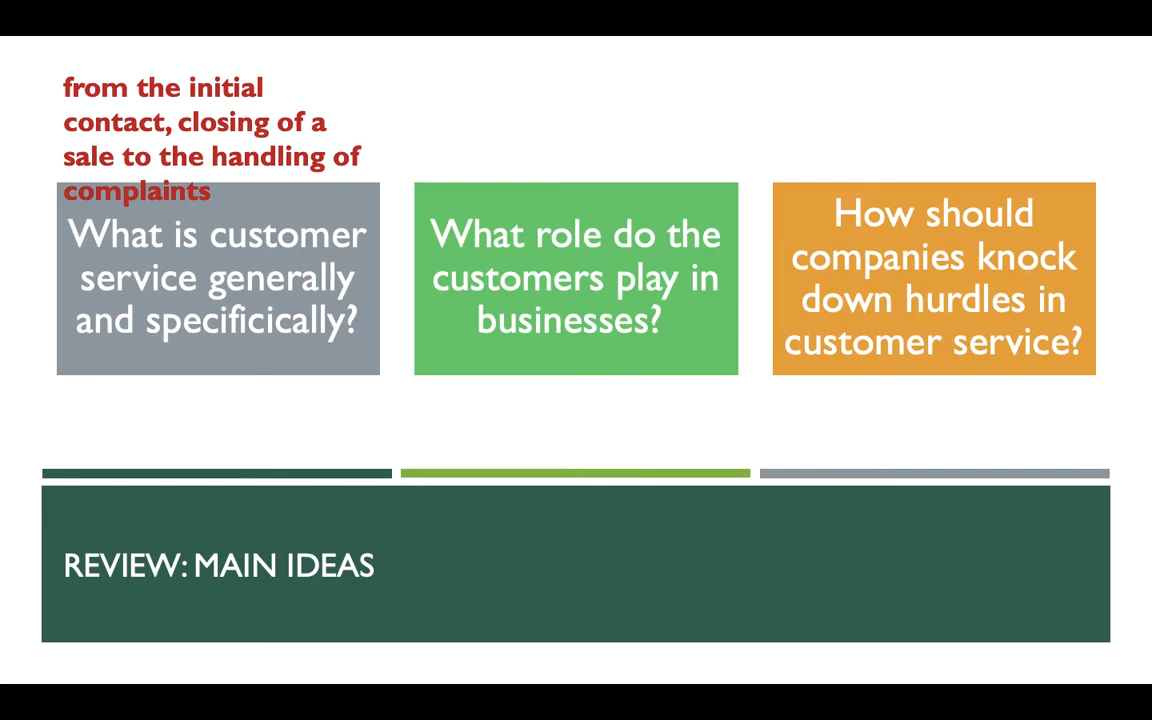 from the initial
contact, closing of a
sale to the handling of
complaints
What is customer
service generally
and specificically?
What role do the
customers play in
businesses?
How should
companies knock
down hurdles in
customer service?
REVIEW: MAIN IDEAS